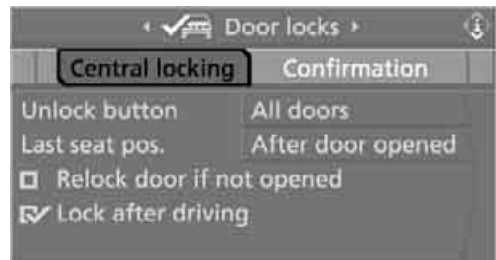 Door locks
Central locking Confirmation
Unlock button All doors
Last seat pos. After door opened
Relock door if not opened
Lock after driving